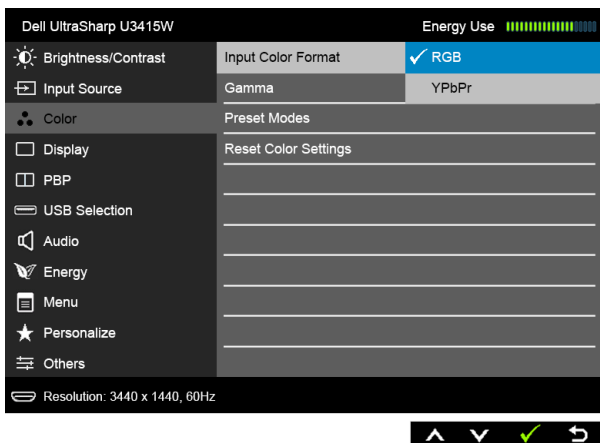 Dell UltraSharp U3415W
Energy Use
Brightness/Contrast
Input Color Format
RGB
Input Source
Gamma
YPbPr
Color
Preset Modes
Display
Reset Color Settings
PBP
USB Selection
Audio
Energy
Menu
Personalize
Others
Resolution: 3440 x 1440, 60Hz